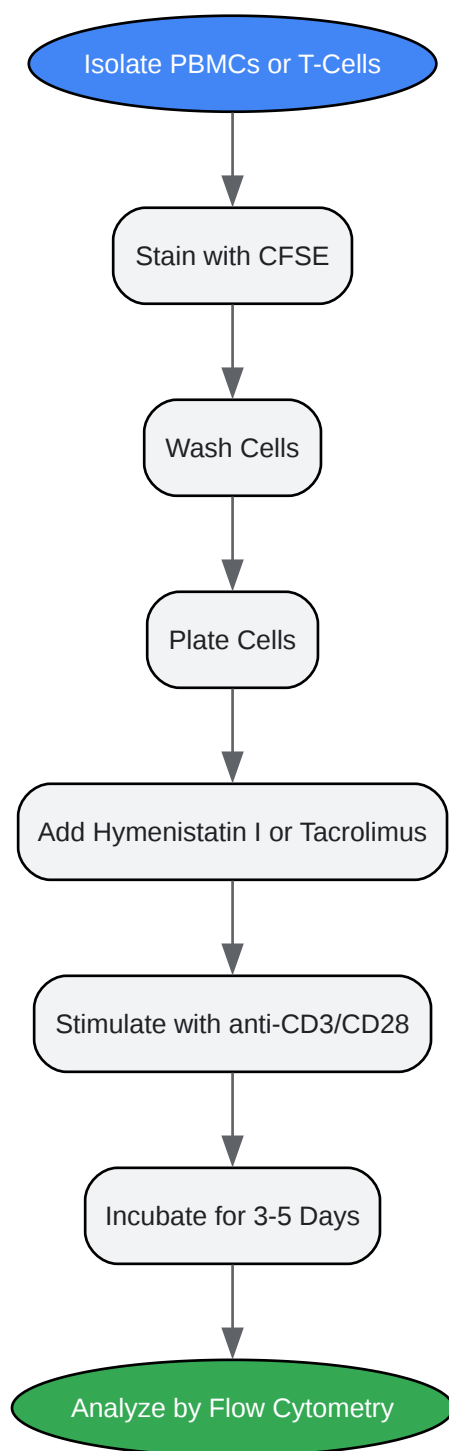 Isolate PBMCs or T-Cells
Stain with CFSE
Wash Cells
Plate Cells
Add Hymenistatin I or Tacrolimus
Stimulate with anti-CD3/CD28
Incubate for 3-5 Days
Analyze by Flow Cytometry